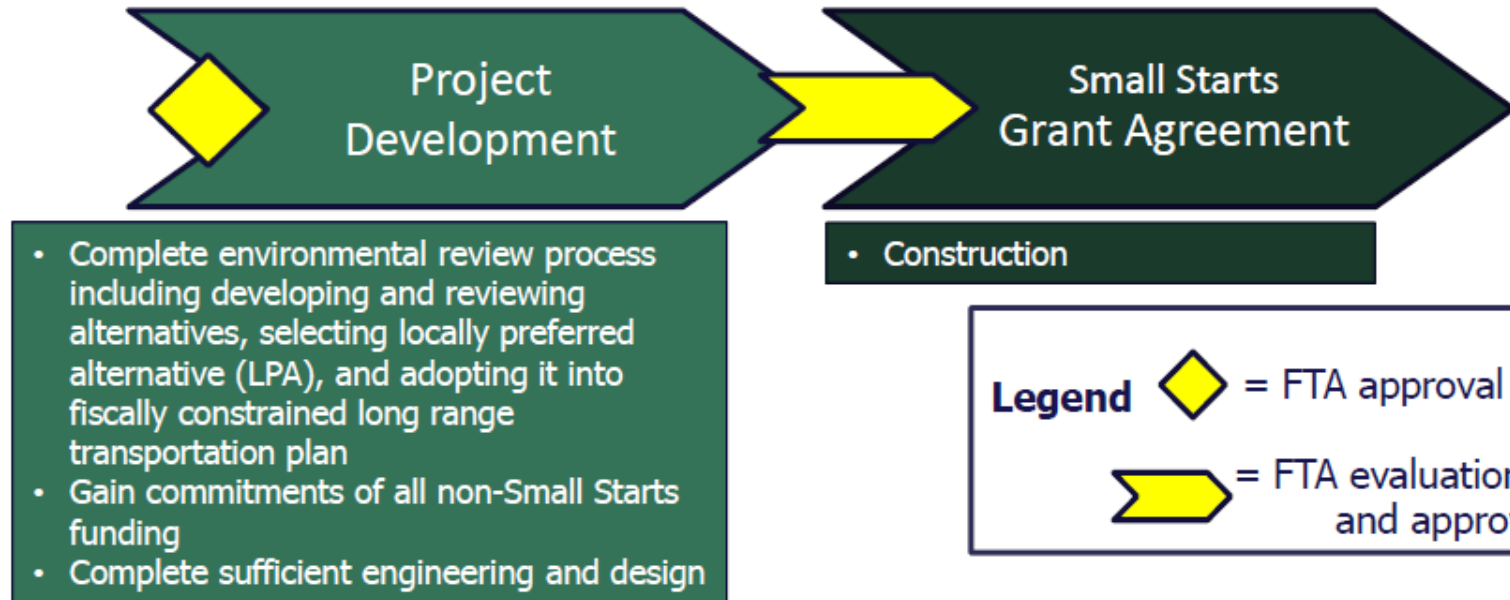 Project
Development
Small Starts
Grant Agreement
• Complete environmental review process
including developing and reviewing
alternatives, selecting locally preferred
alternative (LPA), and adopting it into
fiscally constrained long range
transportation plan
• Gain commitments of all non-Small Starts
funding
• Complete sufficient engineering and design
• Construction
Legend
= FTA approval
= FTA evaluation
and approv